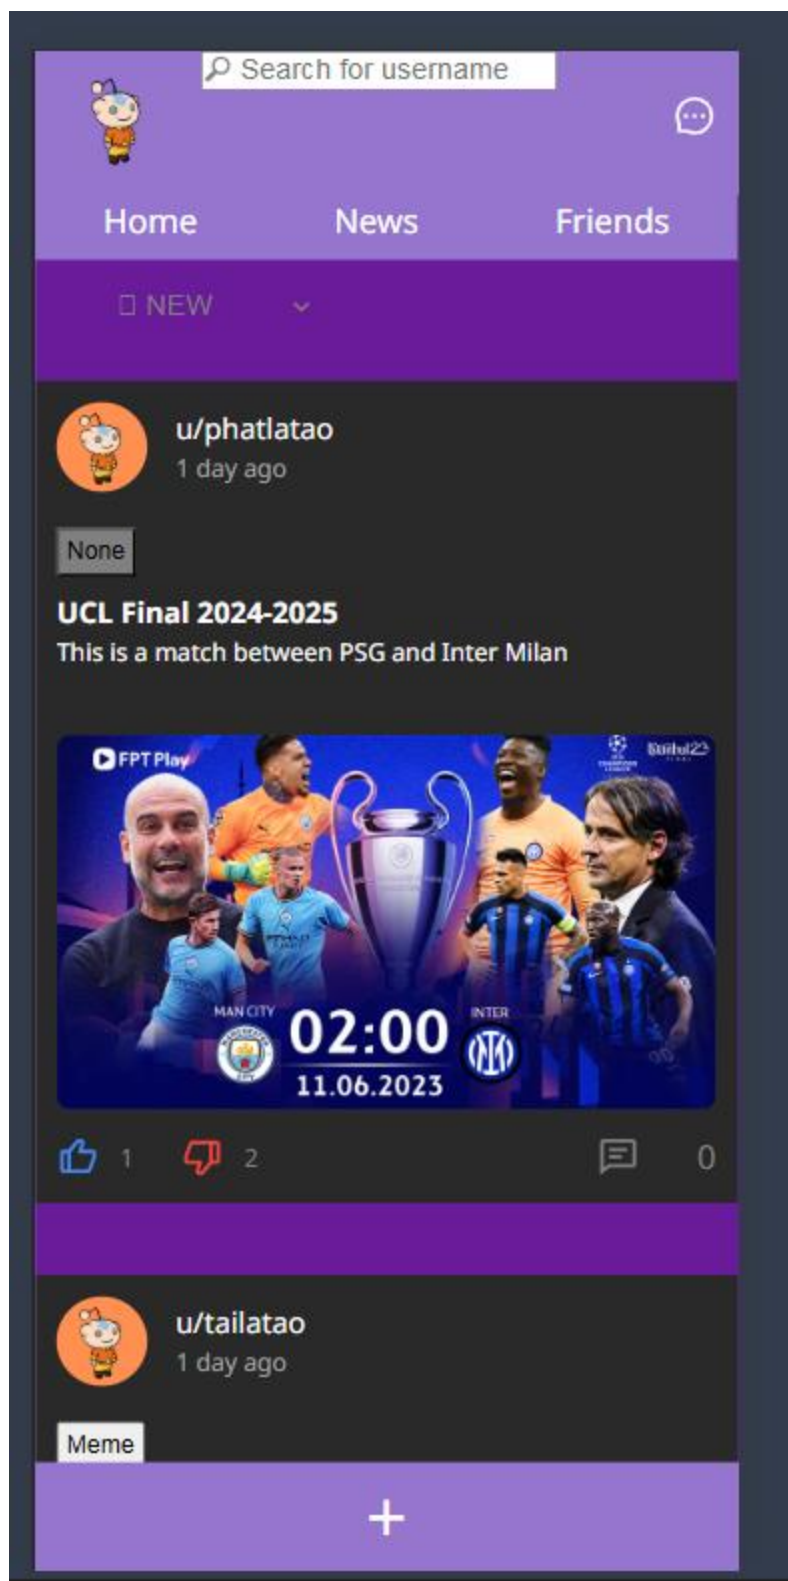 Search for username
Home News Friends
NEW
u/phatlatao
1 day ago
None
UCL Final 2024-2025
This is a match between PSG and Inter Milan
FPT Play
MAN CITY 02:00 INTER
11.06.2023
1 2 0
u/tailatao
1 day ago
Meme
+